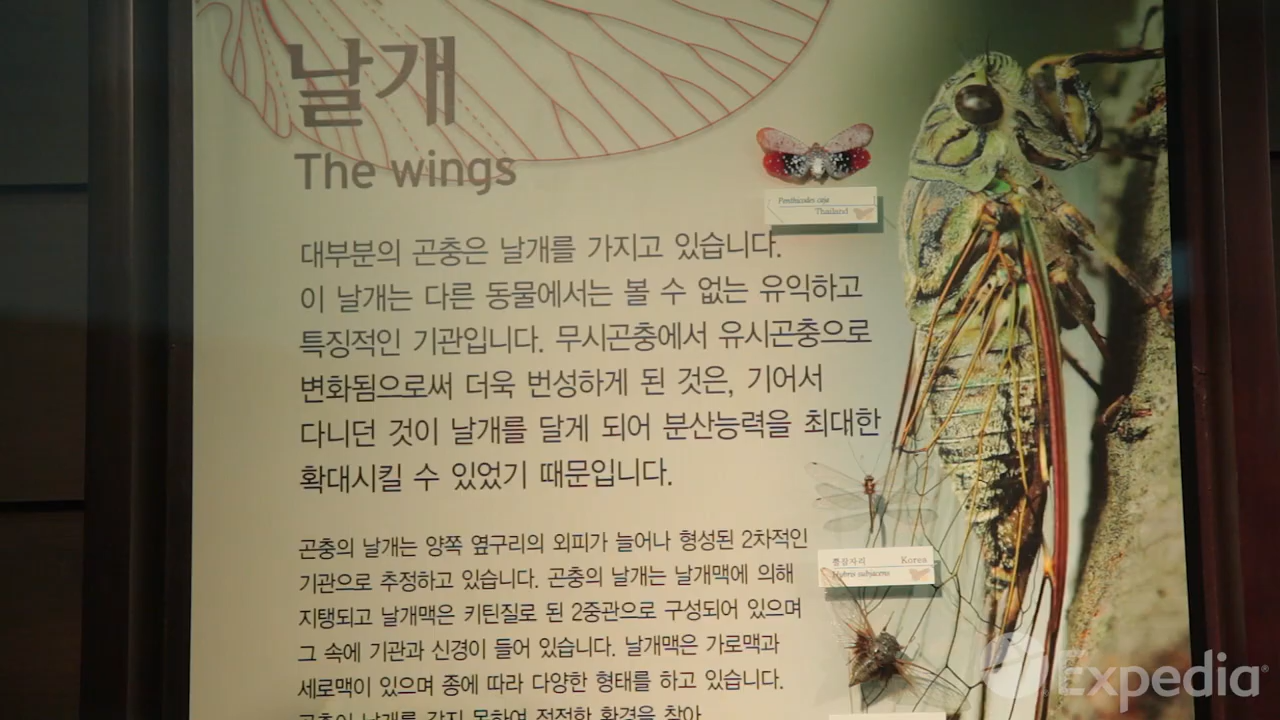 날개
The wings
Thailand
대부분의 곤충은 날개를 가지고 있습니다.
이 날개는 다른 동물에서는 볼 수 없는 유익하고
특징적인 기관입니다. 무시곤충에서 유시곤충으로
변화됨으로써 더욱 번성하게 된 것은, 기어서
다니던 것이 날개를 달게 되어 분산능력을 최대한
확대시킬 수 있었기 때문입니다.
곤충의 날개는 양쪽 옆구리의 외피가 늘어나 형성된 2차적인
기관으로 추정하고 있습니다. 곤충의 날개는 날개맥에 의해
지탱되고 날개맥은 키틴질로 된 2중관으로 구성되어 있으며
그 속에 기관과 신경이 들어 있습니다. 날개맥은 가로맥과
세로맥이 있으며 종에 따라 다양한 형태를 하고 있습니다.
뿔잠자리 Korea
Hybris subjacens
Expedia